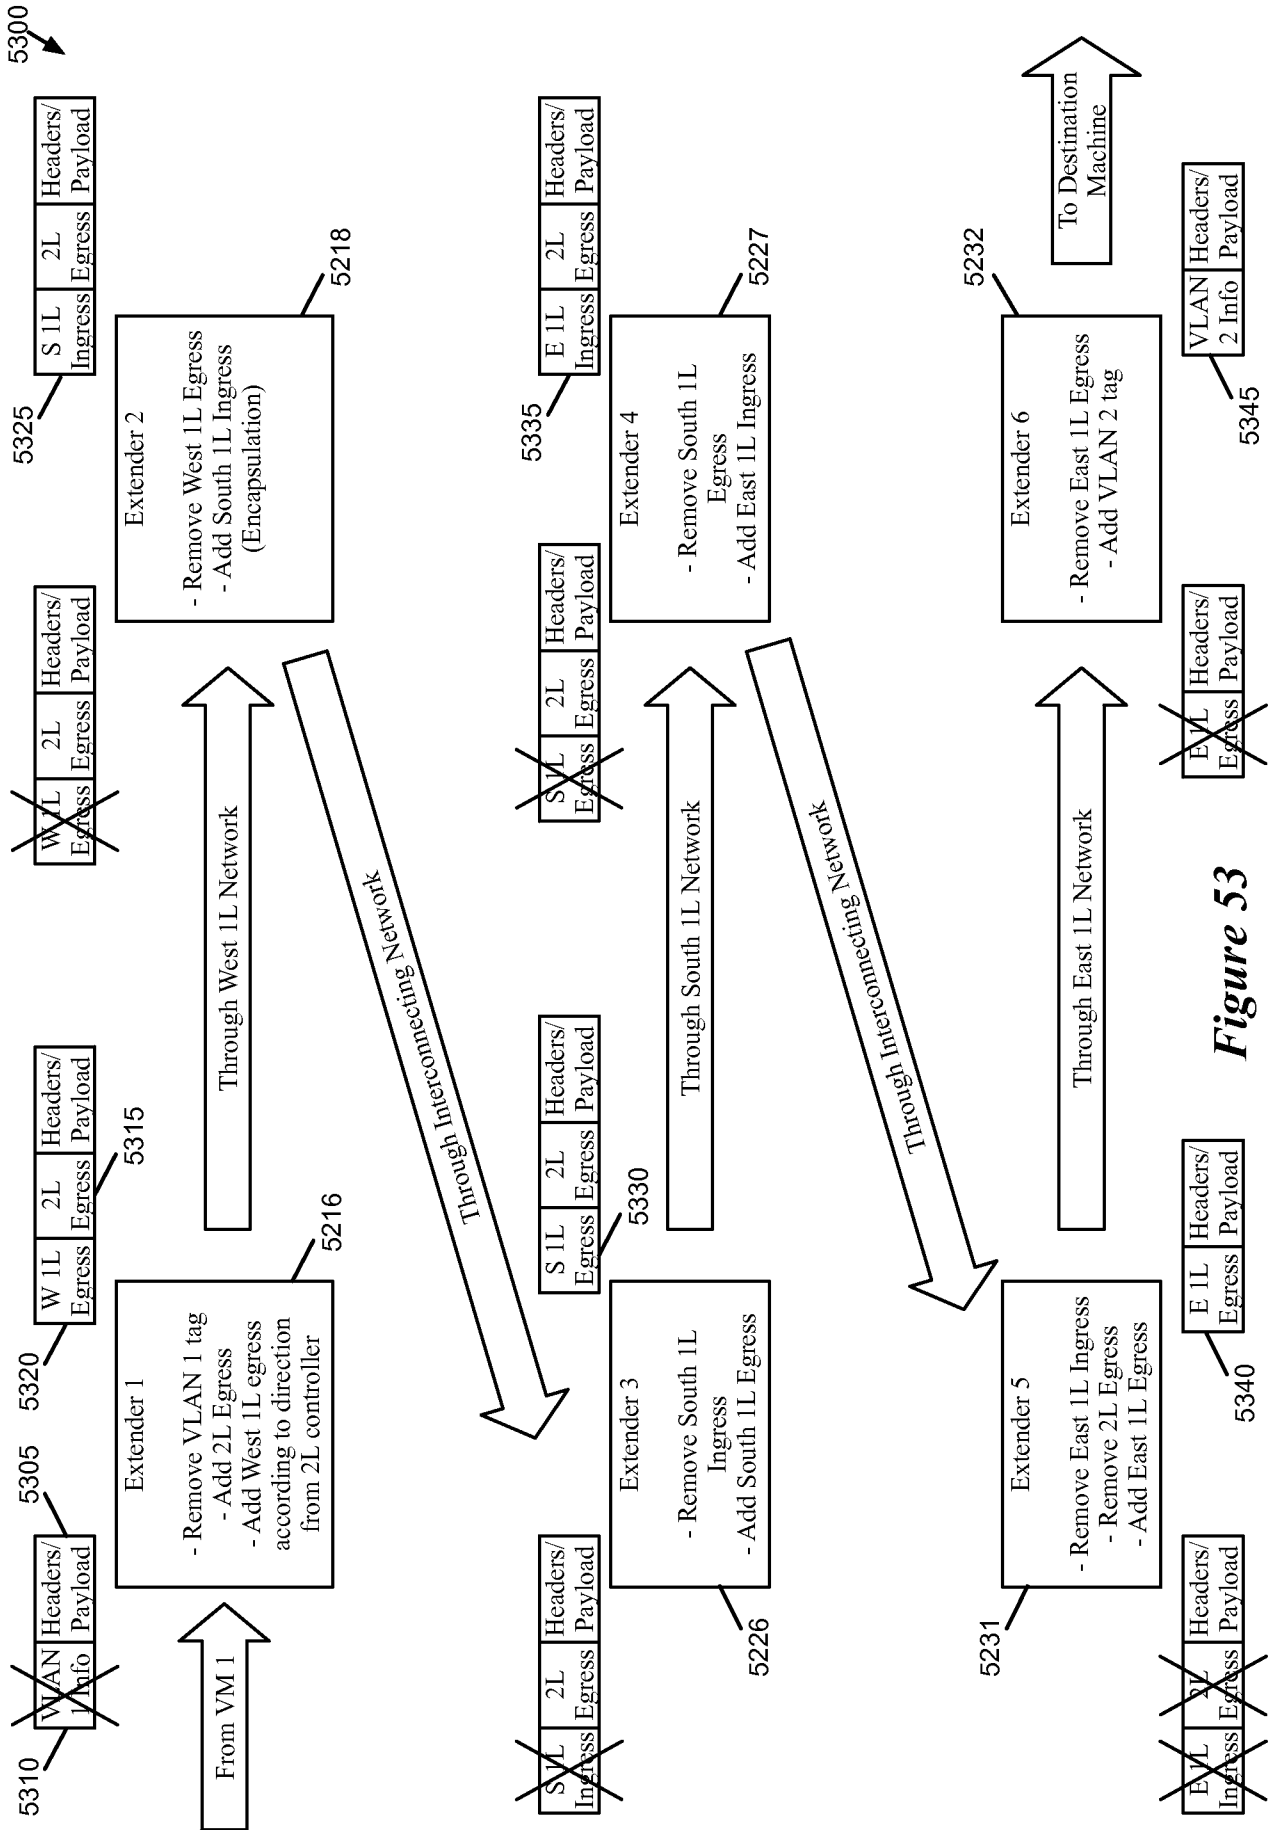 5300
5310
5305
VLAN
1 Info
Headers/
Payload
5320
W 1L
Egress
2L
Egress
Headers/
Payload
5315
W 1L
Egress
2L
Egress
Headers/
Payload
5325
S 1L
Ingress
2L
Egress
Headers/
Payload
From VM 1
Extender 1
- Remove VLAN 1 tag
- Add 2L Egress
- Add West 1L egress
according to direction
from 2L controller
5216
Through West 1L Network
Extender 2
- Remove West 1L Egress
- Add South 1L Ingress
(Encapsulation)
5218
Through Interconnecting Network
S 1L
Ingress
2L
Egress
Headers/
Payload
S 1L
Egress
2L
Egress
Headers/
Payload
5330
S 1L
Egress
2L
Egress
Headers/
Payload
5335
E 1L
Ingress
2L
Egress
Headers/
Payload
Extender 3
- Remove South 1L
Ingress
- Add South 1L Egress
5226
Through South 1L Network
Extender 4
- Remove South 1L
Egress
- Add East 1L Ingress
5227
Through Interconnecting Network
5231
Extender 5
- Remove East 1L Ingress
- Remove 2L Egress
- Add East 1L Egress
Through East 1L Network
5232
Extender 6
- Remove East 1L Egress
- Add VLAN 2 tag
To Destination
Machine
E 1L
Ingress
2L
Egress
Headers/
Payload
5340
E 1L
Egress
Headers/
Payload
E 1L
Egress
Headers/
Payload
5345
VLAN
2 Info
Headers/
Payload
Figure 53